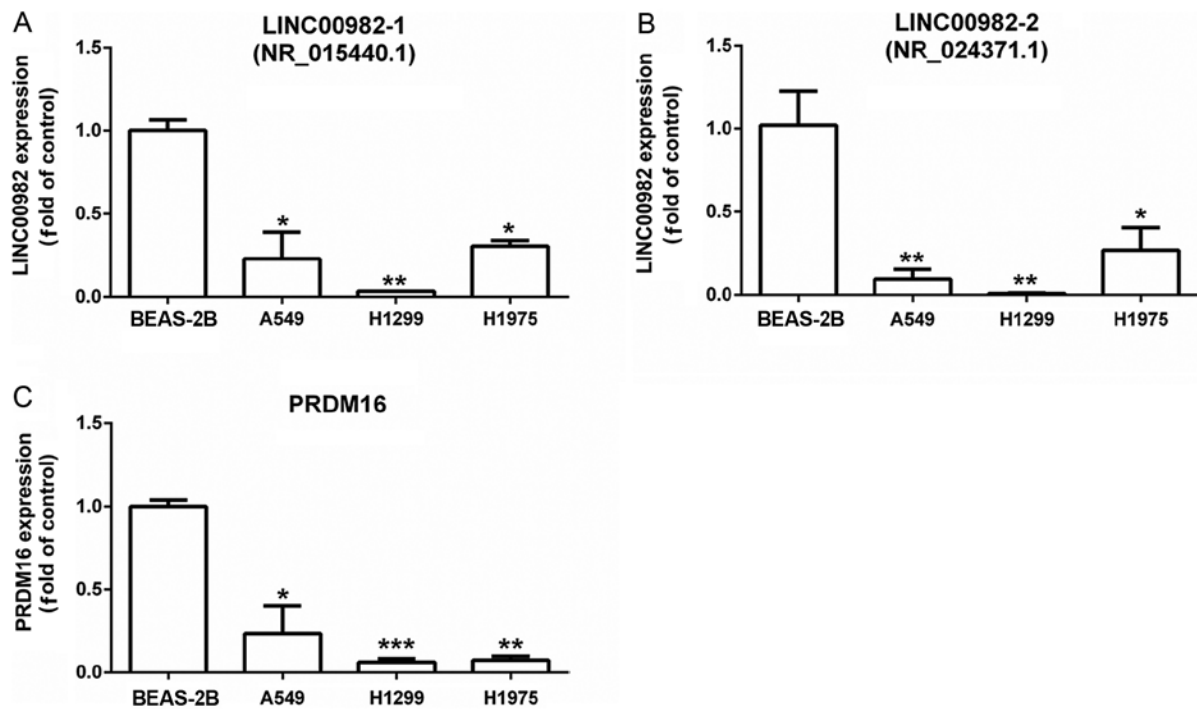 A
LINC00982-1
(NR_015440.1)
LINC00982 expression
(fold of control)
1.5
1.0
0.5
0.0
*
**
*
BEAS-2B A549 H1299 H1975
B
LINC00982-2
(NR_024371.1)
LINC00982 expression
(fold of control)
1.5
1.0
0.5
0.0
**
**
*
BEAS-2B A549 H1299 H1975
C
PRDM16
PRDM16 expression
(fold of control)
1.5
1.0
0.5
0.0
*
***
**
BEAS-2B A549 H1299 H1975